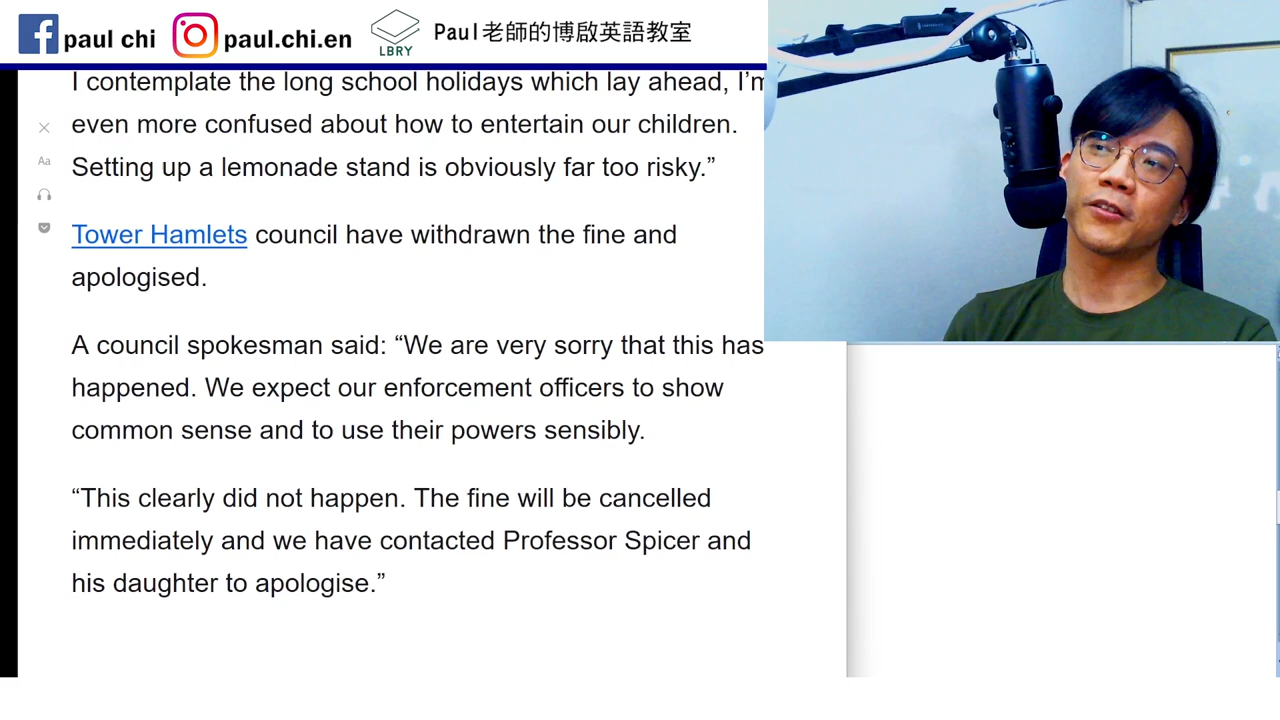 paul chi
paul.chi.en
LBRY
Paul老師的博啟英語教室
I contemplate the long school holidays which lay ahead, I’m
even more confused about how to entertain our children.
Setting up a lemonade stand is obviously far too risky.”
Aa
Tower Hamlets council have withdrawn the fine and
apologised.
A council spokesman said: “We are very sorry that this has
happened. We expect our enforcement officers to show
common sense and to use their powers sensibly.
“This clearly did not happen. The fine will be cancelled
immediately and we have contacted Professor Spicer and
his daughter to apologise.”